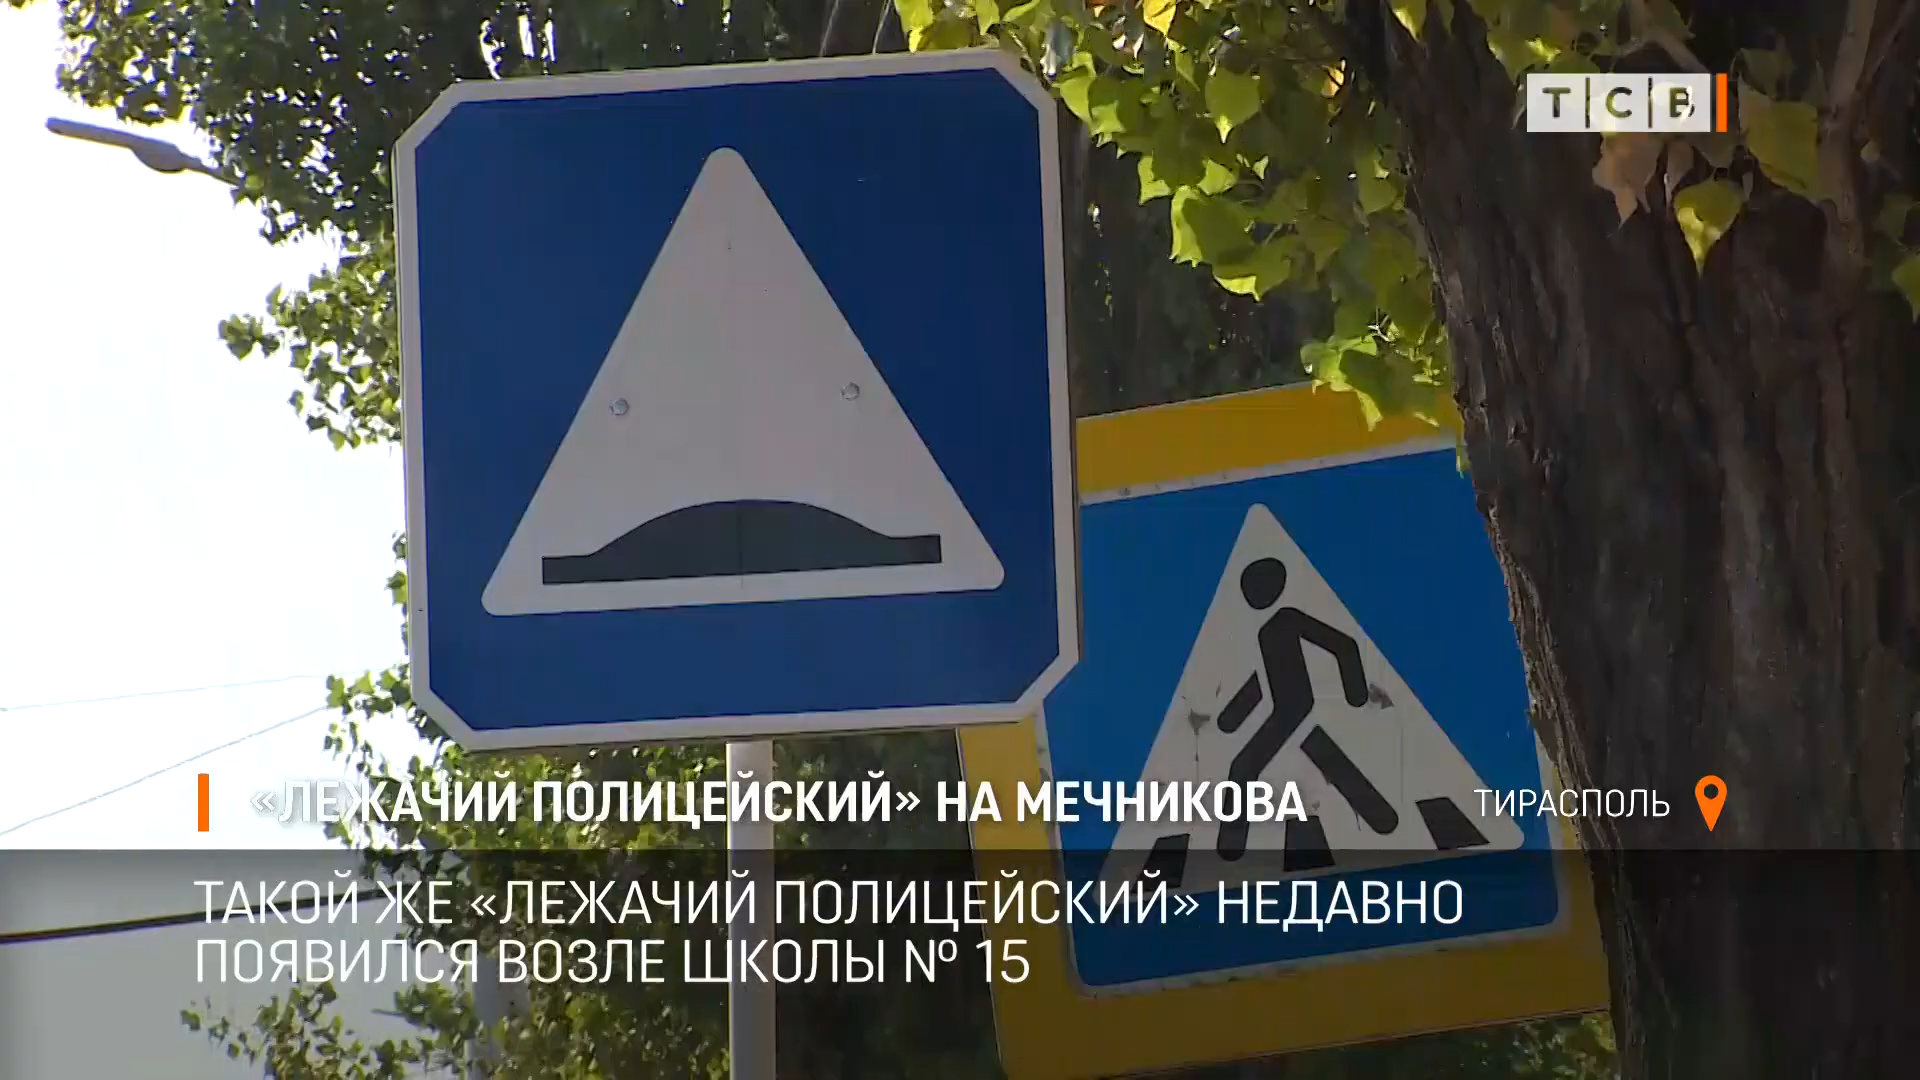 ТСВ
«ЛЕЖАЧИЙ ПОЛИЦЕЙСКИЙ» НА МЕЧНИКОВА
ТИРАСПОЛЬ
ТАКОЙ ЖЕ «ЛЕЖАЧИЙ ПОЛИЦЕЙСКИЙ» НЕДАВНО
ПОЯВИЛСЯ ВОЗЛЕ ШКОЛЫ № 15